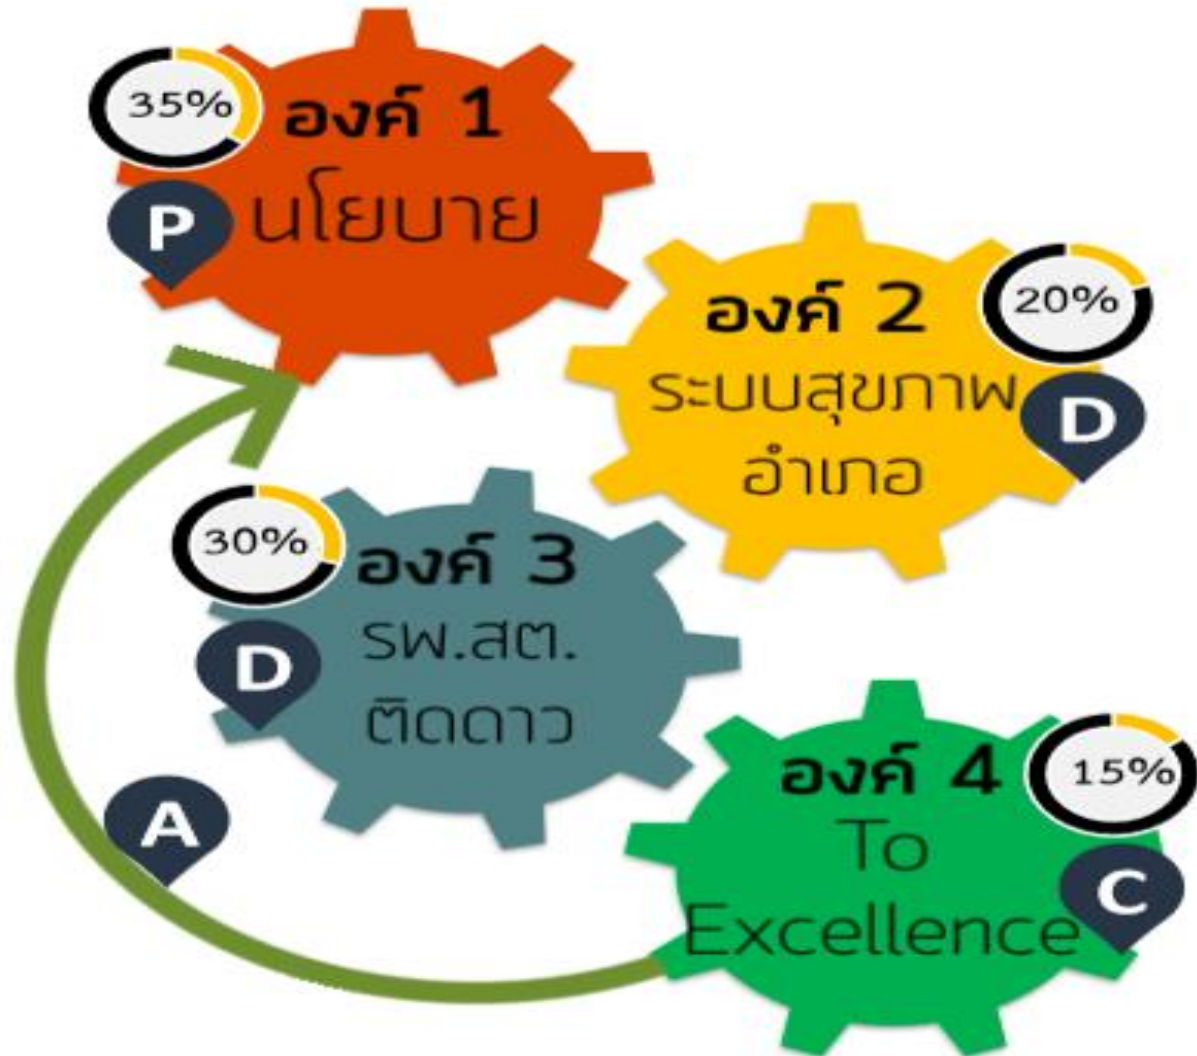 35%
องค์ 1
P
นโยบาย
องค์ 2
20%
ระบบสุขภาพ
D
อำเภอ
30%
องค์ 3
รพ.สต.
D
ติดดาว
องค์ 4
15%
A
To
C
Excellence